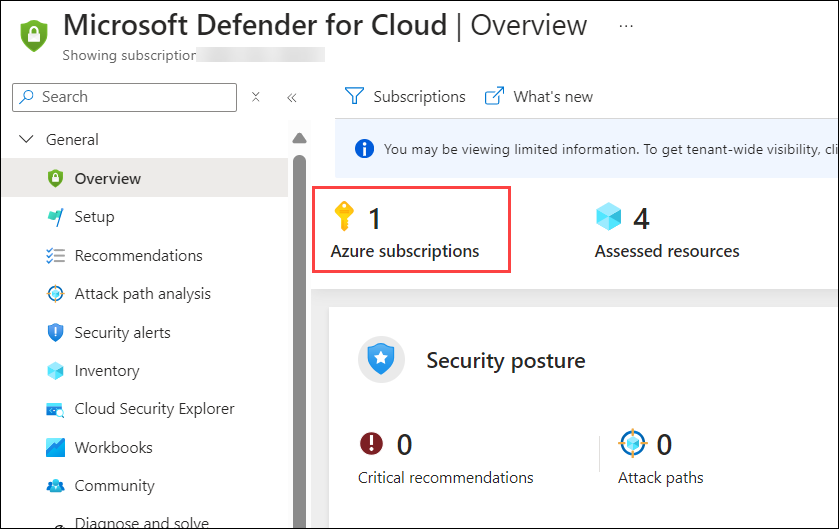 Microsoft Defender for Cloud | Overview ...
Showing subscription
Search
Subscriptions
What's new
General
You may be viewing limited information. To get tenant-wide visibility, cli
Overview
Setup
Recommendations
Attack path analysis
Security alerts
Inventory
Cloud Security Explorer
Workbooks
Community
Diagnose and solve
1
Azure subscriptions
4
Assessed resources
Security posture
0
Critical recommendations
0
Attack paths